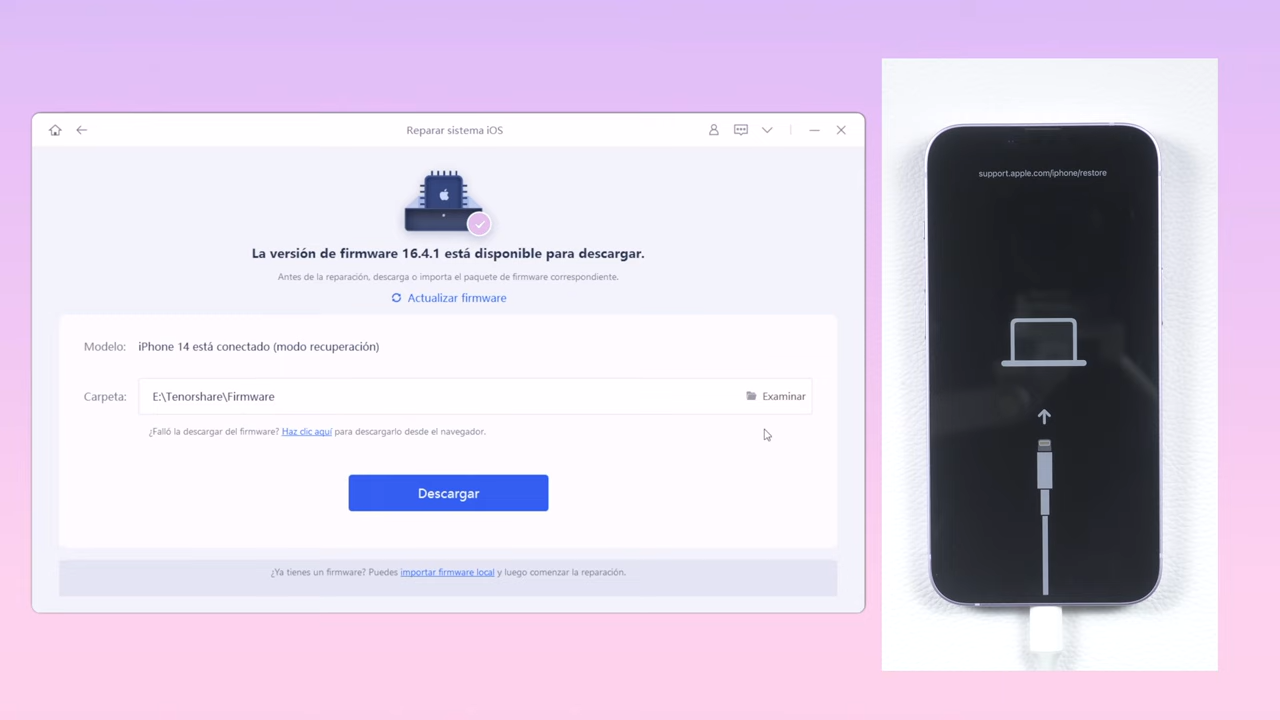 Reparar sistema iOS
La versión de firmware 16.4.1 está disponible para descargar.
Antes de la reparación, descarga o importa el paquete de firmware correspondiente.
Actualizar firmware
Modelo: iPhone 14 está conectado (modo recuperación)
Carpeta: E:\Tenorshare\Firmware Examinar
¿Falló la descargar del firmware? Haz clic aquí para descargarlo desde el navegador.
Descargar
¿Ya tienes un firmware? Puedes importar firmware local y luego comenzar la reparación.
support.apple.com/iphone/restore